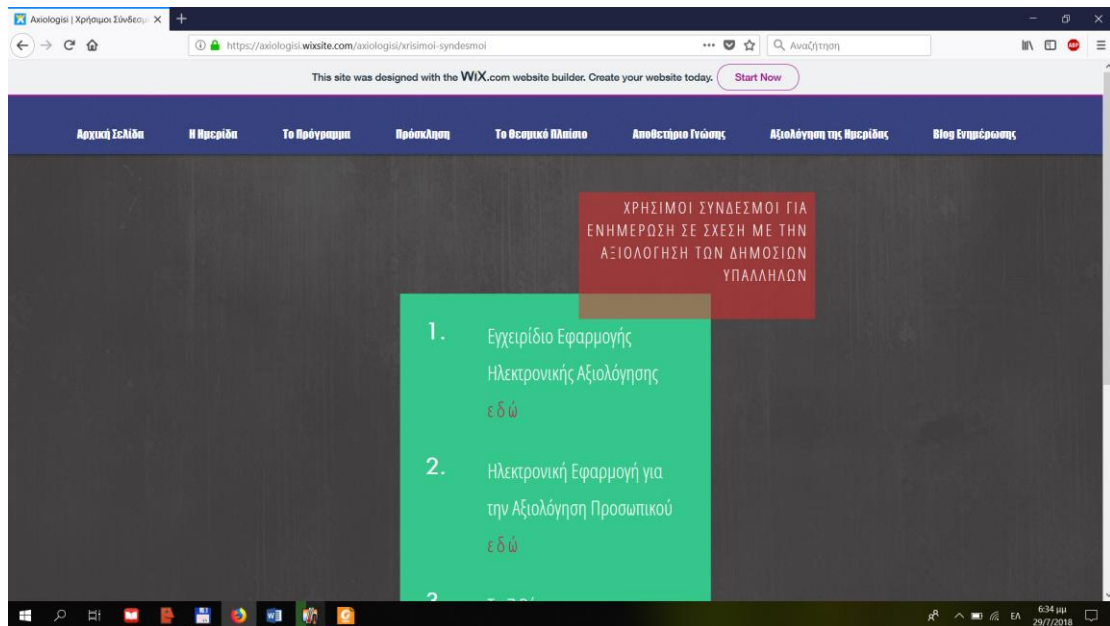 Axiologisi | Χρήσιμοι Σύνδεσμ
https://axiologisi.wixsite.com/axiologisi/xrisimoi-syndesmoi
Αναζήτηση
ABP
This site was designed with the WiX.com website builder. Create your website today. Start Now
Αρχική Σελίδα Η Ημερίδα Το Πρόγραμμα Πρόσκληση Το Θεσμικό Πλαίσιο Αποθετήριο Γνώσης Αξιολόγηση της Ημερίδας Blog Ενημέρωσης
ΧΡΗΣΙΜΟΙ ΣΥΝΔΕΣΜΟΙ ΓΙΑ
ΕΝΗΜΕΡΩΣΗ ΣΕ ΣΧΕΣΗ ΜΕ ΤΗΝ
ΑΞΙΟΛΟΓΗΣΗ ΤΩΝ ΔΗΜΟΣΙΩΝ
ΥΠΑΛΛΗΛΩΝ
1. Εγχειρίδιο Εφαρμογής
Ηλεκτρονικής Αξιολόγησης
εδώ
2. Ηλεκτρονική Εφαρμογή για
την Αξιολόγηση Προσωπικού
εδώ
3.
ΕΛ
6:34 μμ
29/7/2018